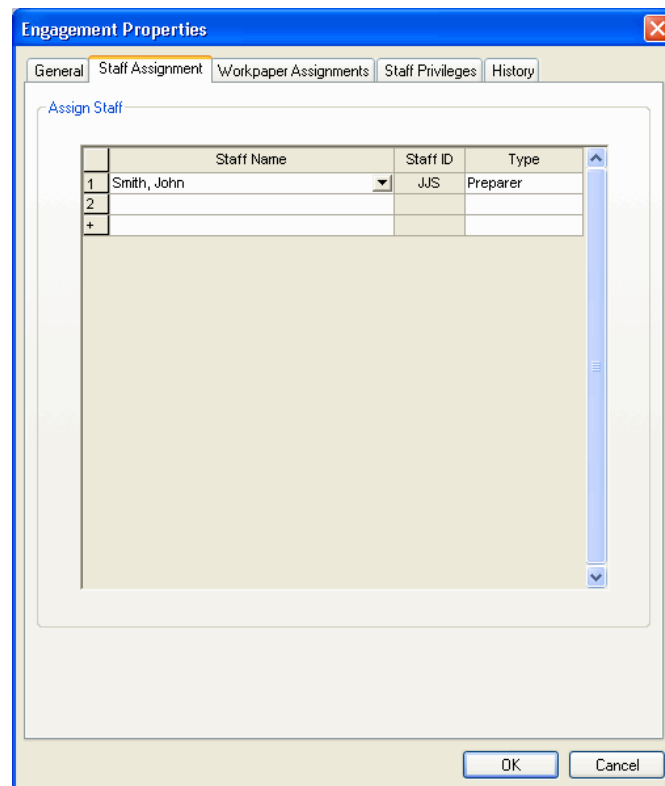 Engagement Properties
General Staff Assignment Workpaper Assignments Staff Privileges History
Assign Staff
Staff Name Staff ID Type
1 Smith, John JJS Preparer
2
+
OK Cancel